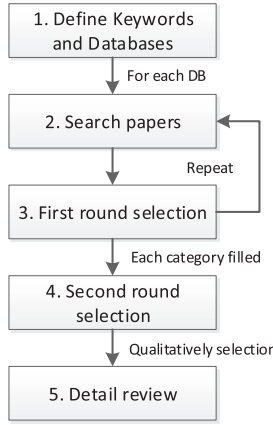 1. Define Keywords
and Databases
For each DB
2. Search papers
Repeat
3. First round selection
Each category filled
4. Second round
selection
Qualitatively selection
5. Detail review